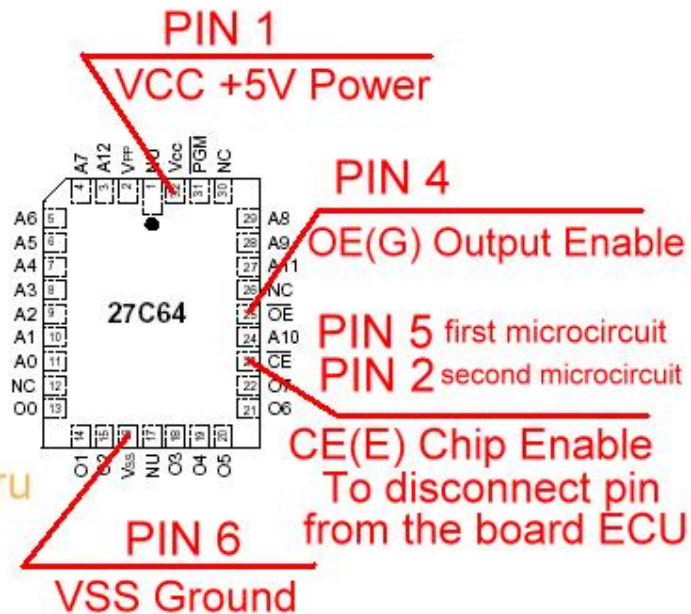 PIN 1
VCC +5V Power
A7 A12 VPP NU Vcc PGM NC
4 3 2 1 32 31 30
PIN 4
OE(G) Output Enable
A6 5
A5 6
A4 7
A3 8
A2 9
A1 10
A0 11
NC 12
O0 13
27C64
29 A8
28 A9
27 A11
26 NC
25 OE
24 A10
23 CE
22 O7
21 O6
PIN 5 first microcircuit
PIN 2 second microcircuit
14 15 16 17 18 19 20
O1 O2 VSS NU O3 O4 O5
CE(E) Chip Enable
To disconnect pin
from the board ECU
ru
PIN 6
VSS Ground